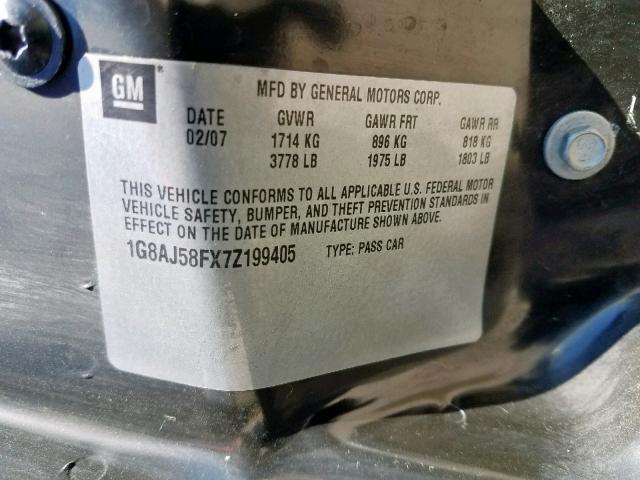 GM
MFD BY GENERAL MOTORS CORP.
DATE GVWR GAWR FRT GAWR RR
02/07 1714 KG 896 KG 818 KG
3778 LB 1975 LB 1803 LB
THIS VEHICLE CONFORMS TO ALL APPLICABLE U.S. FEDERAL MOTOR
VEHICLE SAFETY, BUMPER, AND THEFT PREVENTION STANDARDS IN
EFFECT ON THE DATE OF MANUFACTURE SHOWN ABOVE.
1G8AJ58FX7Z199405 TYPE: PASS CAR